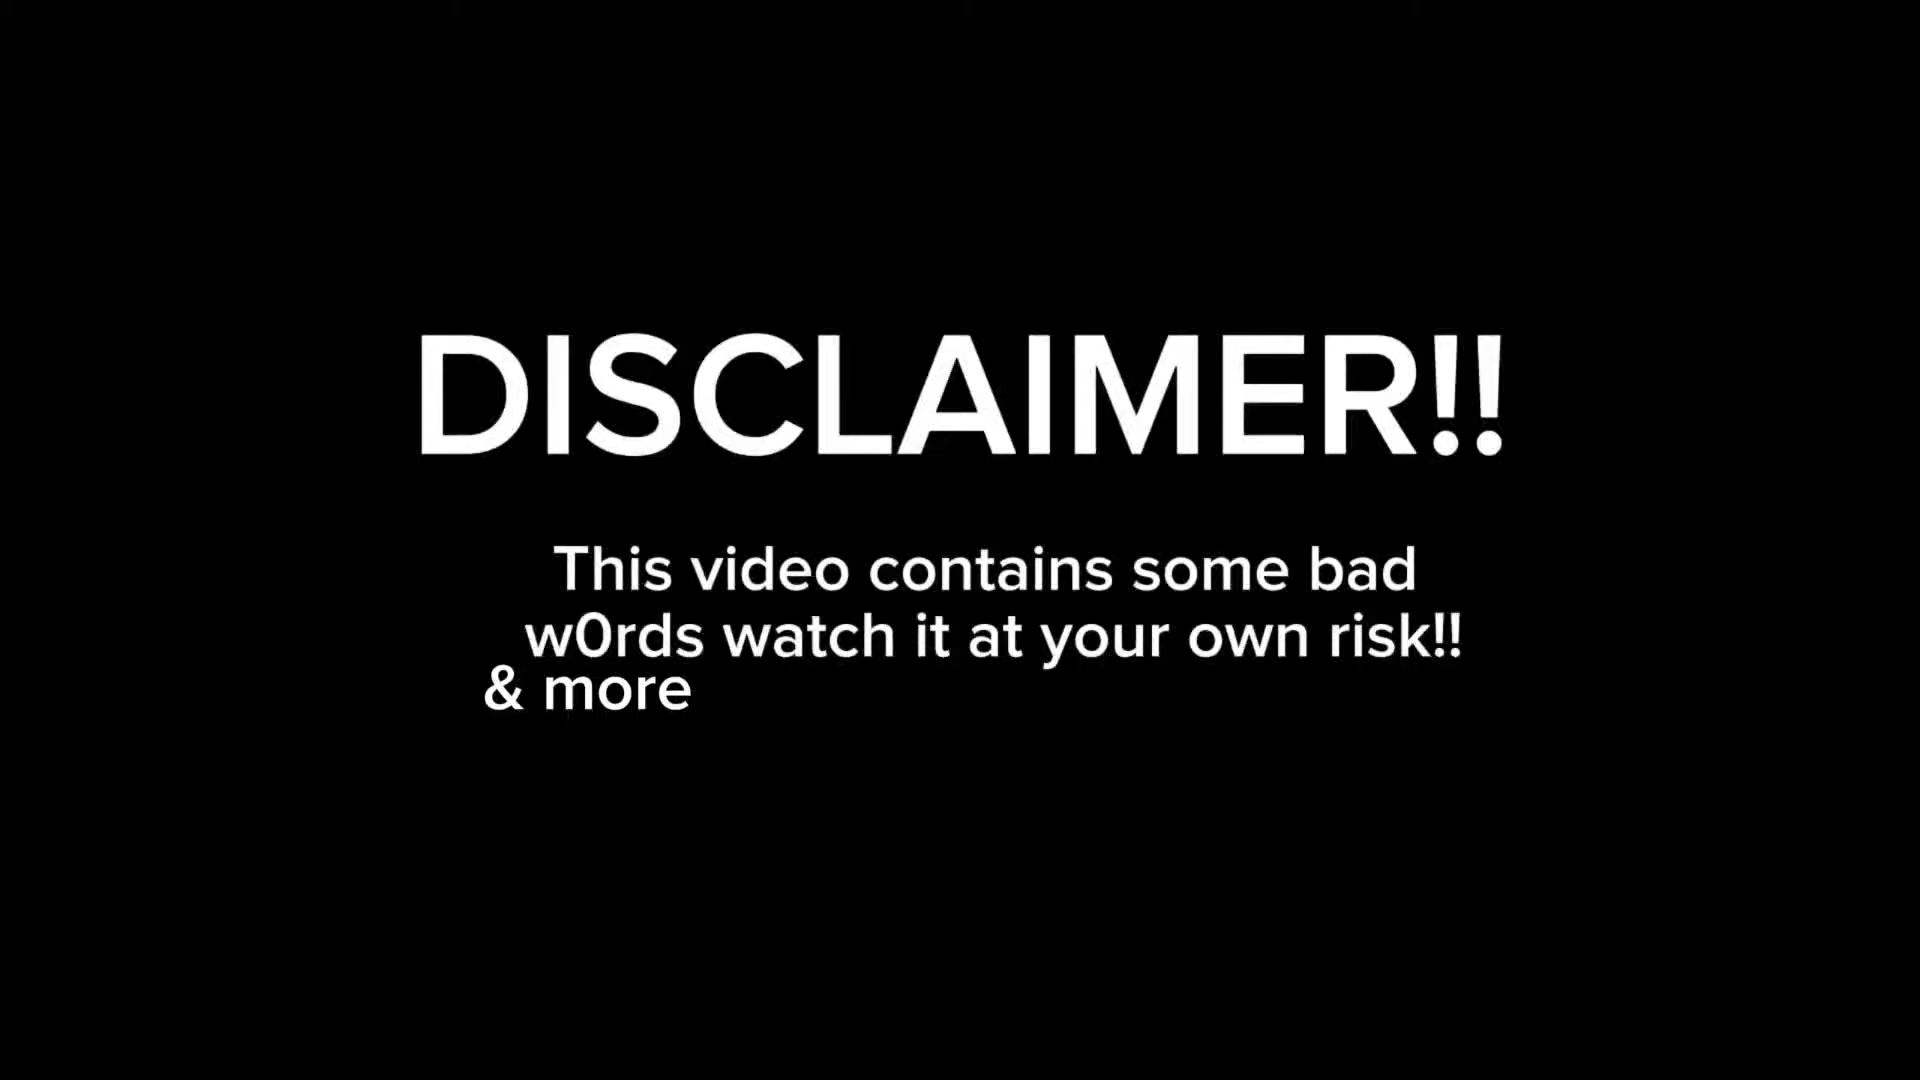 DISCLAIMER!!
This video contains some bad
w0rds watch it at your own risk!!
& more